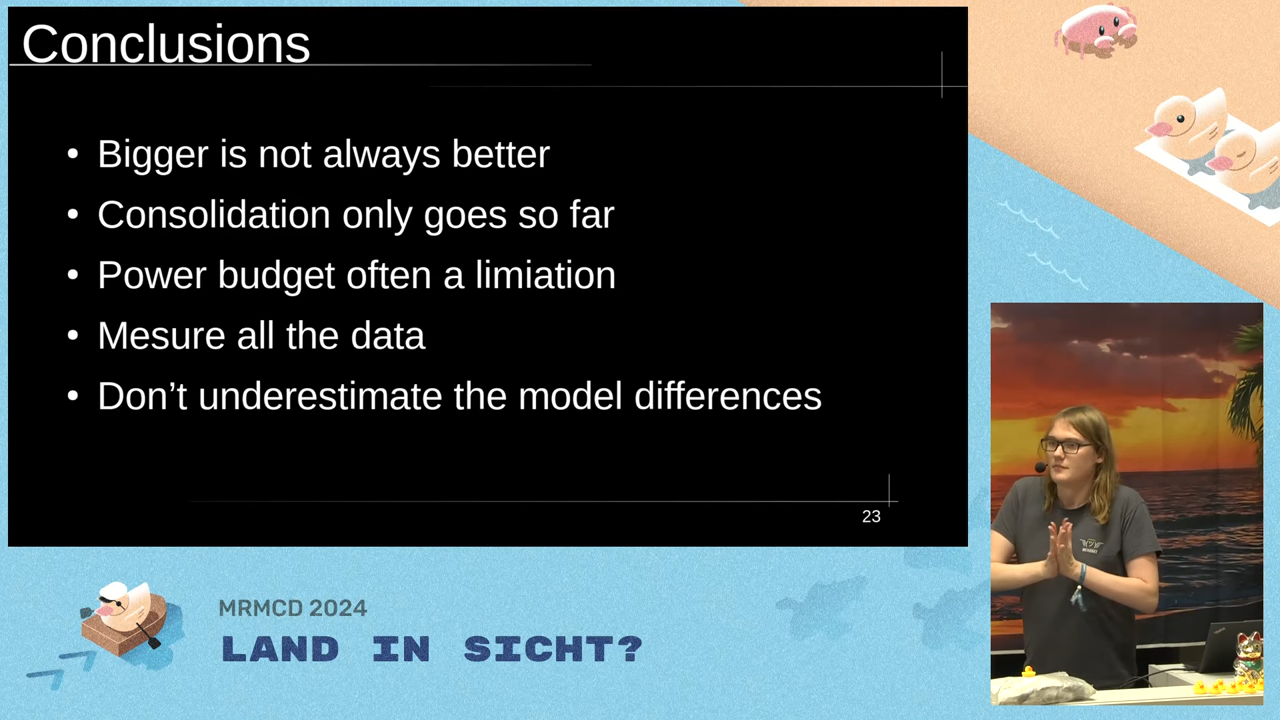 Conclusions
• Bigger is not always better
• Consolidation only goes so far
• Power budget often a limiation
• Mesure all the data
• Don’t underestimate the model differences
23
MRMCD 2024
LAND IN SICHT?